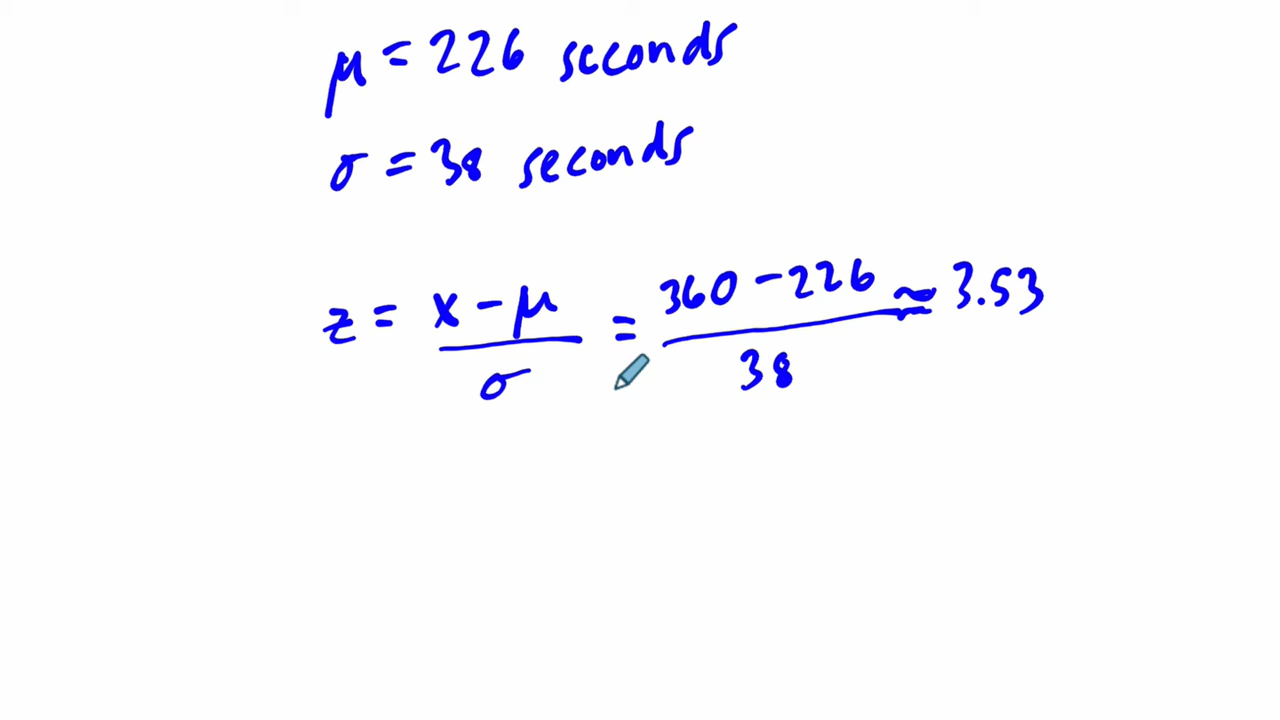 μ = 226 seconds
σ = 38 seconds
z = (x − μ)/σ = (360 − 226)/38 ≈ 3.53